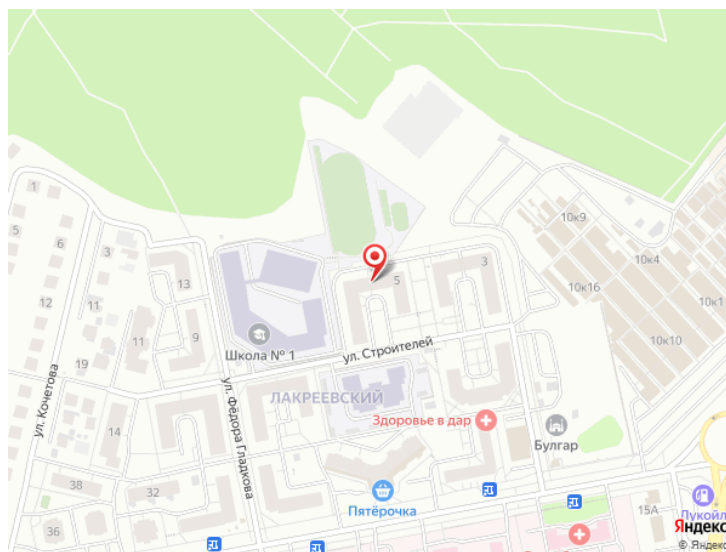 1
5
6
3
12
11
19
13
9
11
14
38
36
32
ул. Кочетова
ул. Фёдора Гладкова
Школа № 1
ул. Строителей
5
3
ЛАКРЕЕВСКИЙ
Здоровье в дар
Булгар
Пятёрочка
10к9
10к4
10к16
10к1
10к10
15А
Лукойл
Яндекс
© Яндекс